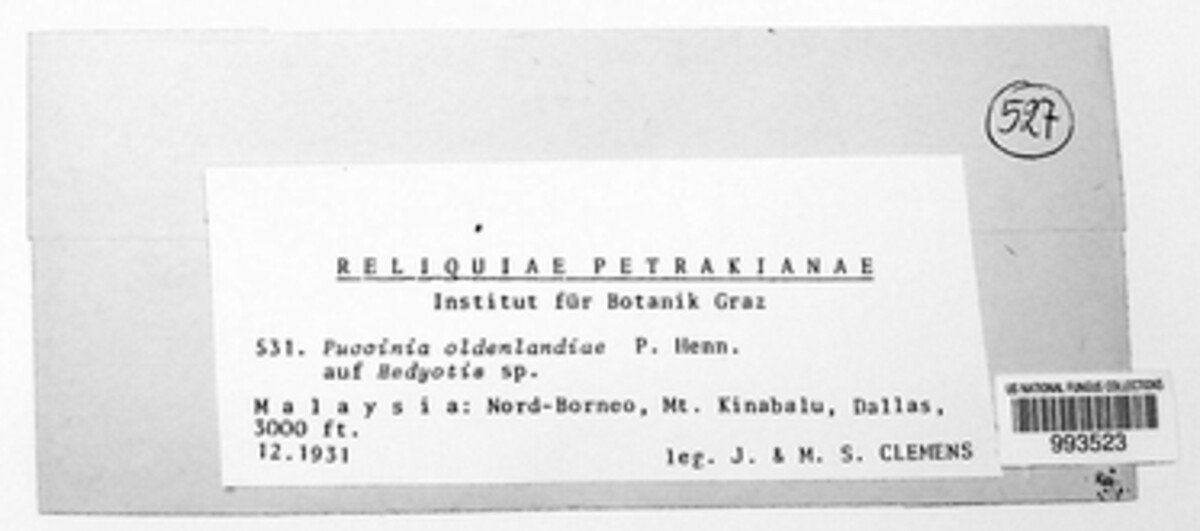 527
RELIQUIAE PETRAKIANAE
Institut für Botanik Graz
531. Puccinia oldenlandiae P. Henn.
auf Hedyotis sp.
Malaysia: Nord-Borneo, Mt. Kinabalu, Dallas,
3000 ft.
12.1931 leg. J. & M. S. CLEMENS
US NATIONAL FUNGUS COLLECTIONS
993523